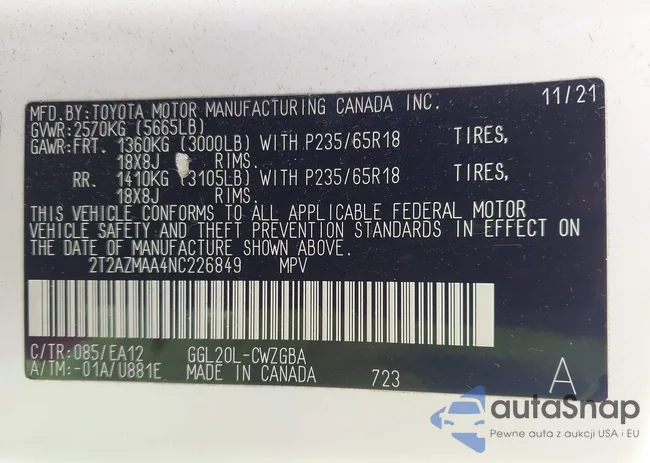 MFD.BY:TOYOTA MOTOR MANUFACTURING CANADA INC. 11/21
GVWR:2570KG (5665LB)
GAWR:FRT. 1360KG (3000LB) WITH P235/65R18 TIRES,
18X8J RIMS.
RR. 1410KG (3105LB) WITH P235/65R18 TIRES,
18X8J RIMS.
THIS VEHICLE CONFORMS TO ALL APPLICABLE FEDERAL MOTOR
VEHICLE SAFETY AND THEFT PREVENTION STANDARDS IN EFFECT ON
THE DATE OF MANUFACTURE SHOWN ABOVE.
2T2AZMAA4NC226849 MPV
C/TR:085/EA12 GGL20L-CWZGBA
A/TM:-01A/U881E MADE IN CANADA 723 A
autaSnap
Pewne auta z aukcji USA i EU